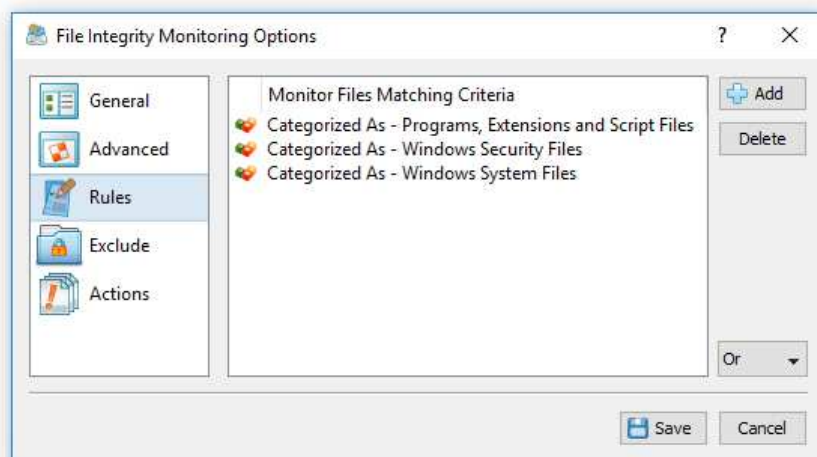 File Integrity Monitoring Options
?
General
Advanced
Rules
Exclude
Actions
Monitor Files Matching Criteria
Categorized As - Programs, Extensions and Script Files
Categorized As - Windows Security Files
Categorized As - Windows System Files
Add
Delete
Or
Save
Cancel